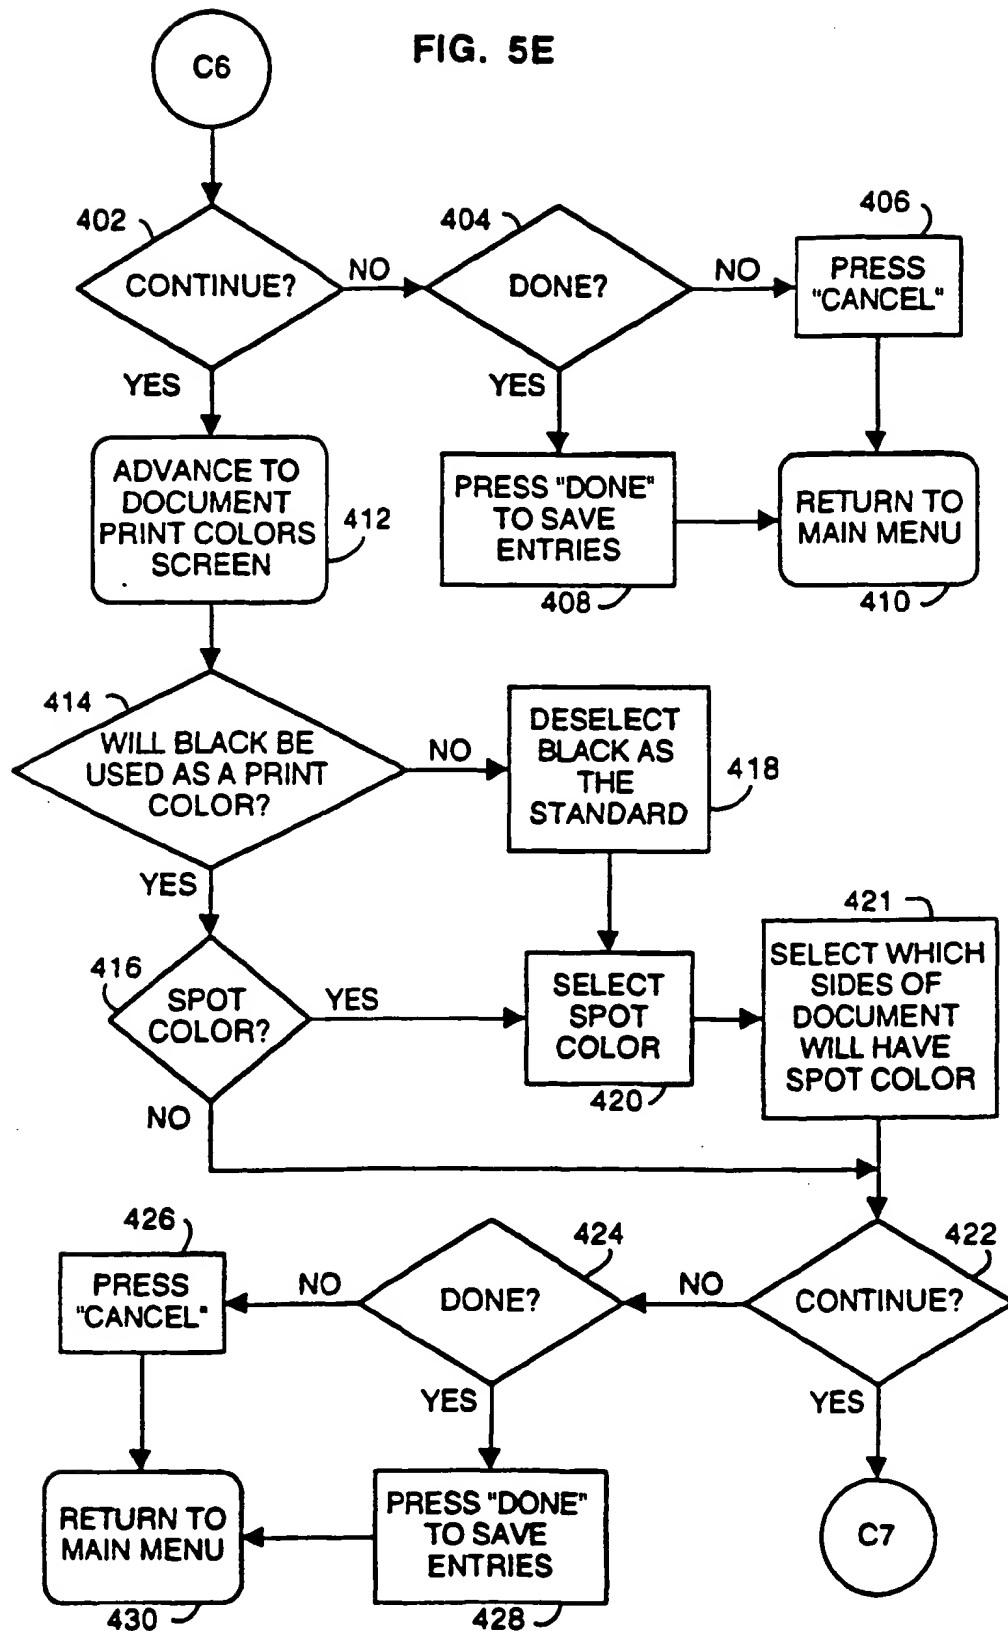 FIG. 5E
C6
402
CONTINUE?
NO
YES
404
DONE?
NO
YES
406
PRESS
"CANCEL"
ADVANCE TO
DOCUMENT
PRINT COLORS
SCREEN
412
PRESS "DONE"
TO SAVE
ENTRIES
408
RETURN TO
MAIN MENU
410
414
WILL BLACK BE
USED AS A PRINT
COLOR?
NO
YES
DESELECT
BLACK AS
THE
STANDARD
418
416
SPOT
COLOR?
YES
NO
SELECT
SPOT
COLOR
420
421
SELECT WHICH
SIDES OF
DOCUMENT
WILL HAVE
SPOT COLOR
422
CONTINUE?
NO
YES
424
DONE?
NO
YES
426
PRESS
"CANCEL"
RETURN TO
MAIN MENU
430
PRESS "DONE"
TO SAVE
ENTRIES
428
C7